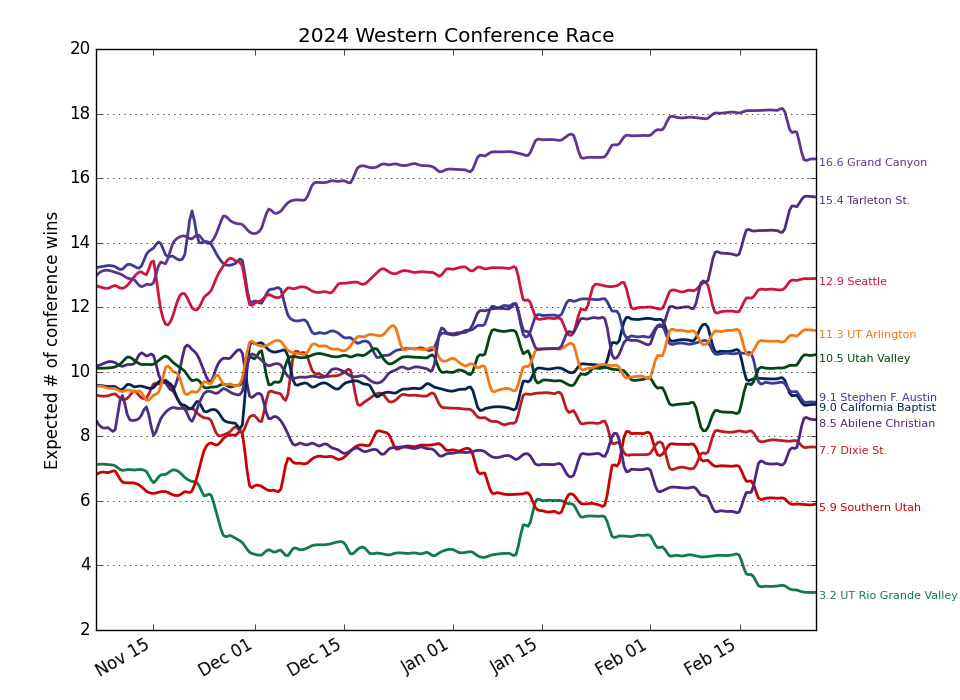 2024 Western Conference Race
Expected # of conference wins
20
18
16
14
12
10
8
6
4
2
16.6 Grand Canyon
15.4 Tarleton St.
12.9 Seattle
11.3 UT Arlington
10.5 Utah Valley
9.1 Stephen F. Austin
9.0 California Baptist
8.5 Abilene Christian
7.7 Dixie St.
5.9 Southern Utah
3.2 UT Rio Grande Valley
Nov 15 Dec 01 Dec 15 Jan 01 Jan 15 Feb 01 Feb 15